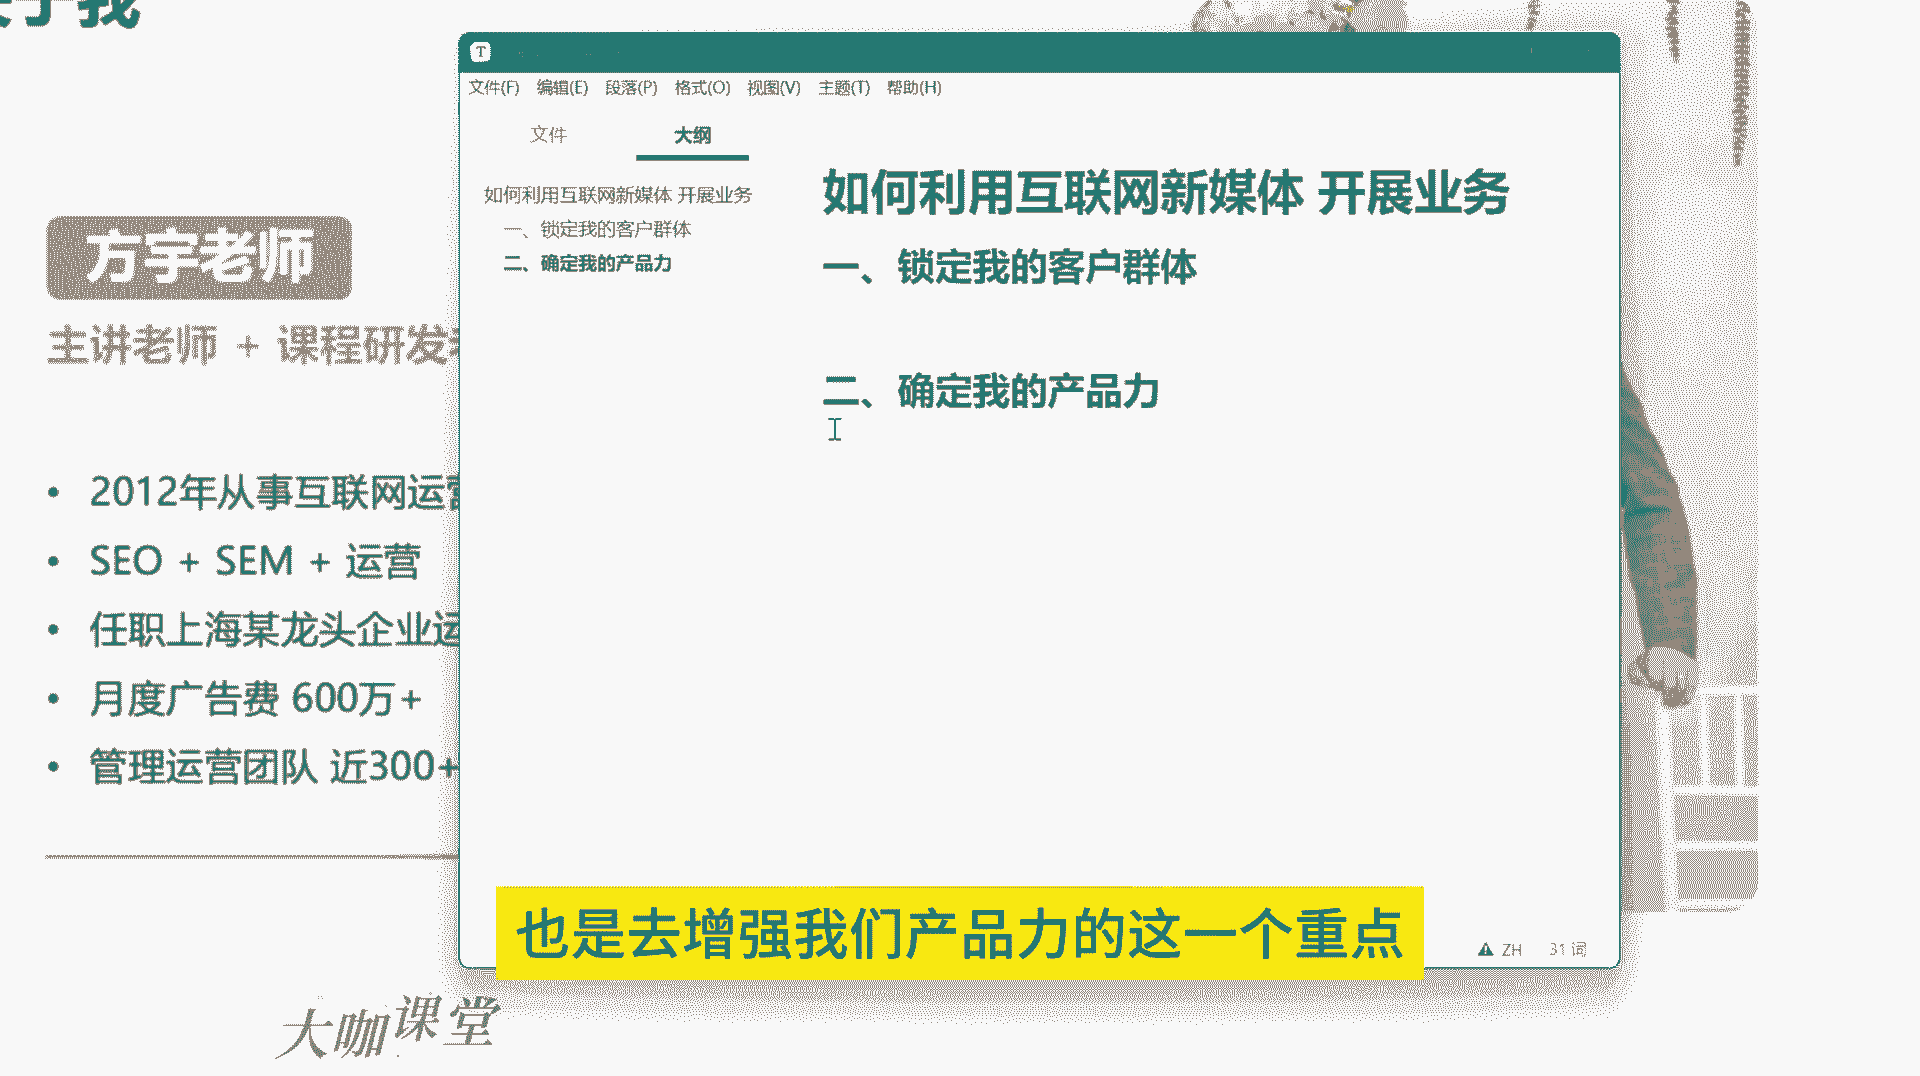 于我
T
文件(F) 编辑(E) 段落(P) 格式(O) 视图(V) 主题(T) 帮助(H)
文件 大纲
如何利用互联网新媒体 开展业务
一、锁定我的客户群体
二、确定我的产品力
如何利用互联网新媒体 开展业务
一、锁定我的客户群体
二、确定我的产品力
方宇老师
主讲老师 + 课程研发
• 2012年从事互联网运营
• SEO + SEM + 运营
• 任职上海某龙头企业运
• 月度广告费 600万+
• 管理运营团队 近300+
也是去增强我们产品力的这一个重点
ZH 31 词
大咖课堂